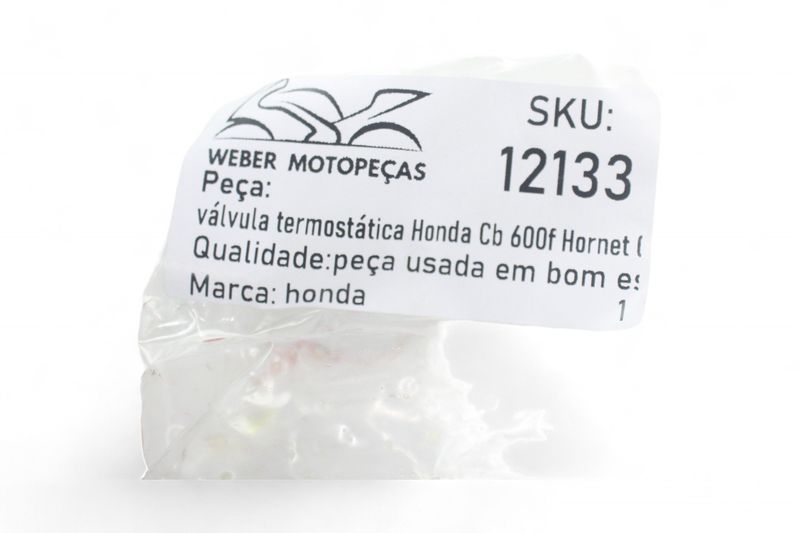 WEBER MOTOPEÇAS
SKU:
12133
Peça:
válvula termostática Honda Cb 600f Hornet
Qualidade:peça usada em bom
Marca: honda
1